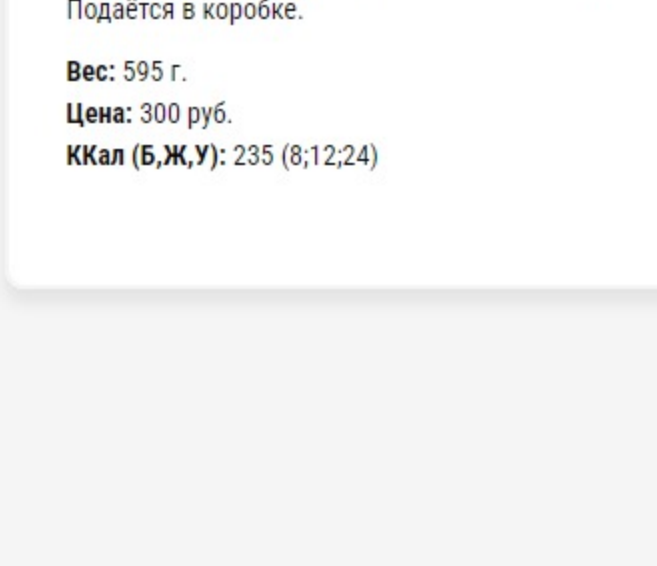 Подаётся в коробке.
Вес: 595 г.
Цена: 300 руб.
ККал (Б,Ж,У): 235 (8;12;24)